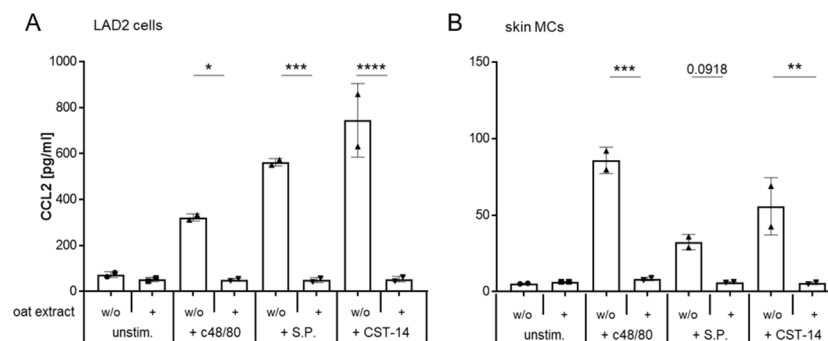 A LAD2 cells
B skin MCs
* *** ****
*** 0.0918 **
1000
800
600
400
200
0
CCL2 [pg/ml]
150
100
50
0
oat extract w/o + w/o + w/o + w/o +
unstim. + c48/80 + S.P. + CST-14
w/o + w/o + w/o + w/o +
unstim. + c48/80 + S.P. + CST-14